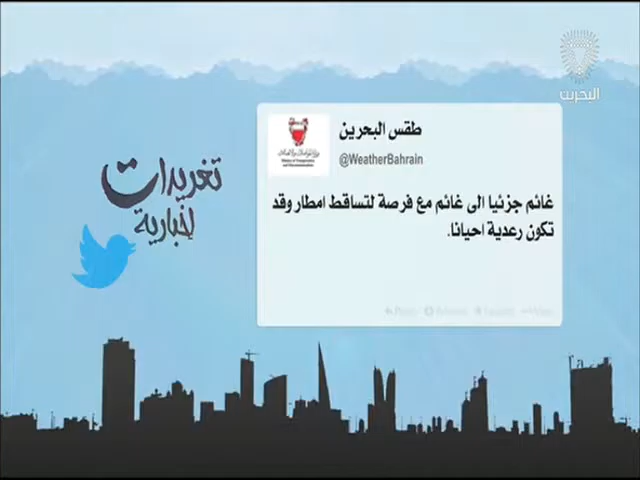 البحرين
طقس البحرين
@WeatherBahrain
تغريدات
إخبارية
غائم جزئيا الى غائم مع فرصة لتساقط امطار وقد
تكون رعدية احيانا.